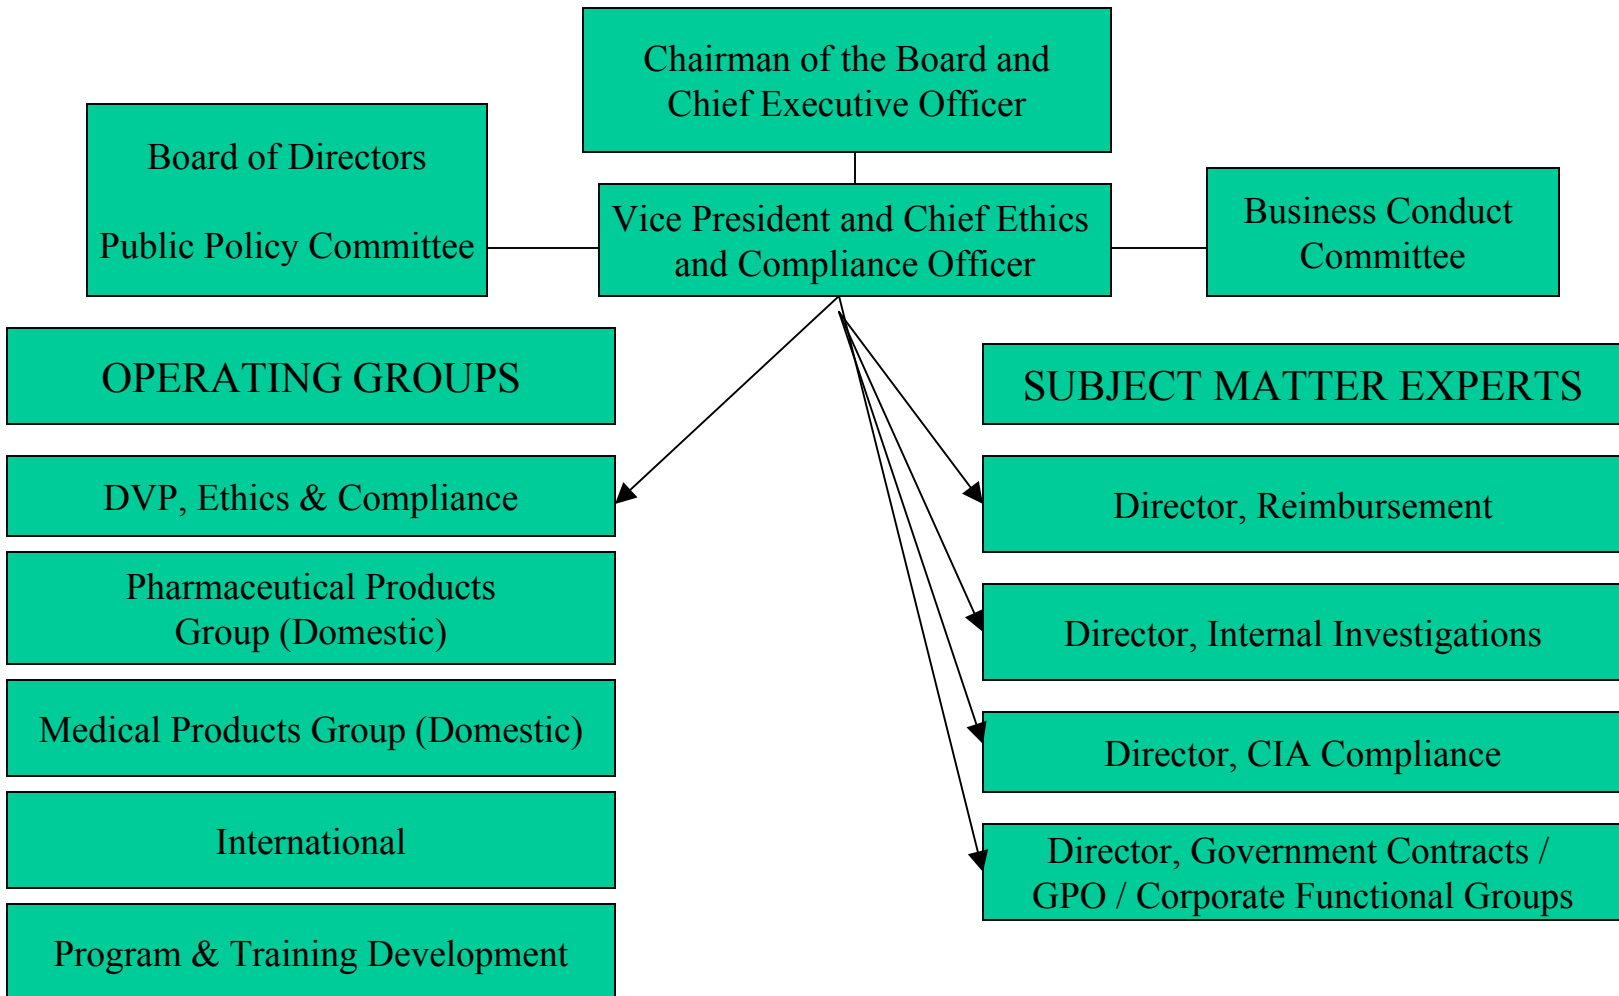 Chairman of the Board and
Chief Executive Officer
Board of Directors
Public Policy Committee
Vice President and Chief Ethics
and Compliance Officer
Business Conduct
Committee
OPERATING GROUPS
DVP, Ethics & Compliance
Pharmaceutical Products
Group (Domestic)
Medical Products Group (Domestic)
International
Program & Training Development
SUBJECT MATTER EXPERTS
Director, Reimbursement
Director, Internal Investigations
Director, CIA Compliance
Director, Government Contracts /
GPO / Corporate Functional Groups